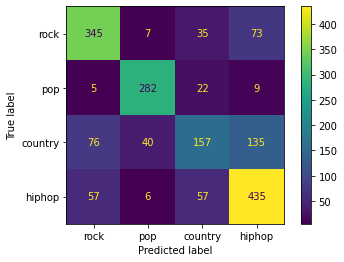 rock 345 7 35 73
pop 5 282 22 9
country 76 40 157 135
hiphop 57 6 57 435
rock pop country hiphop
Predicted label
True label
400
350
300
250
200
150
100
50